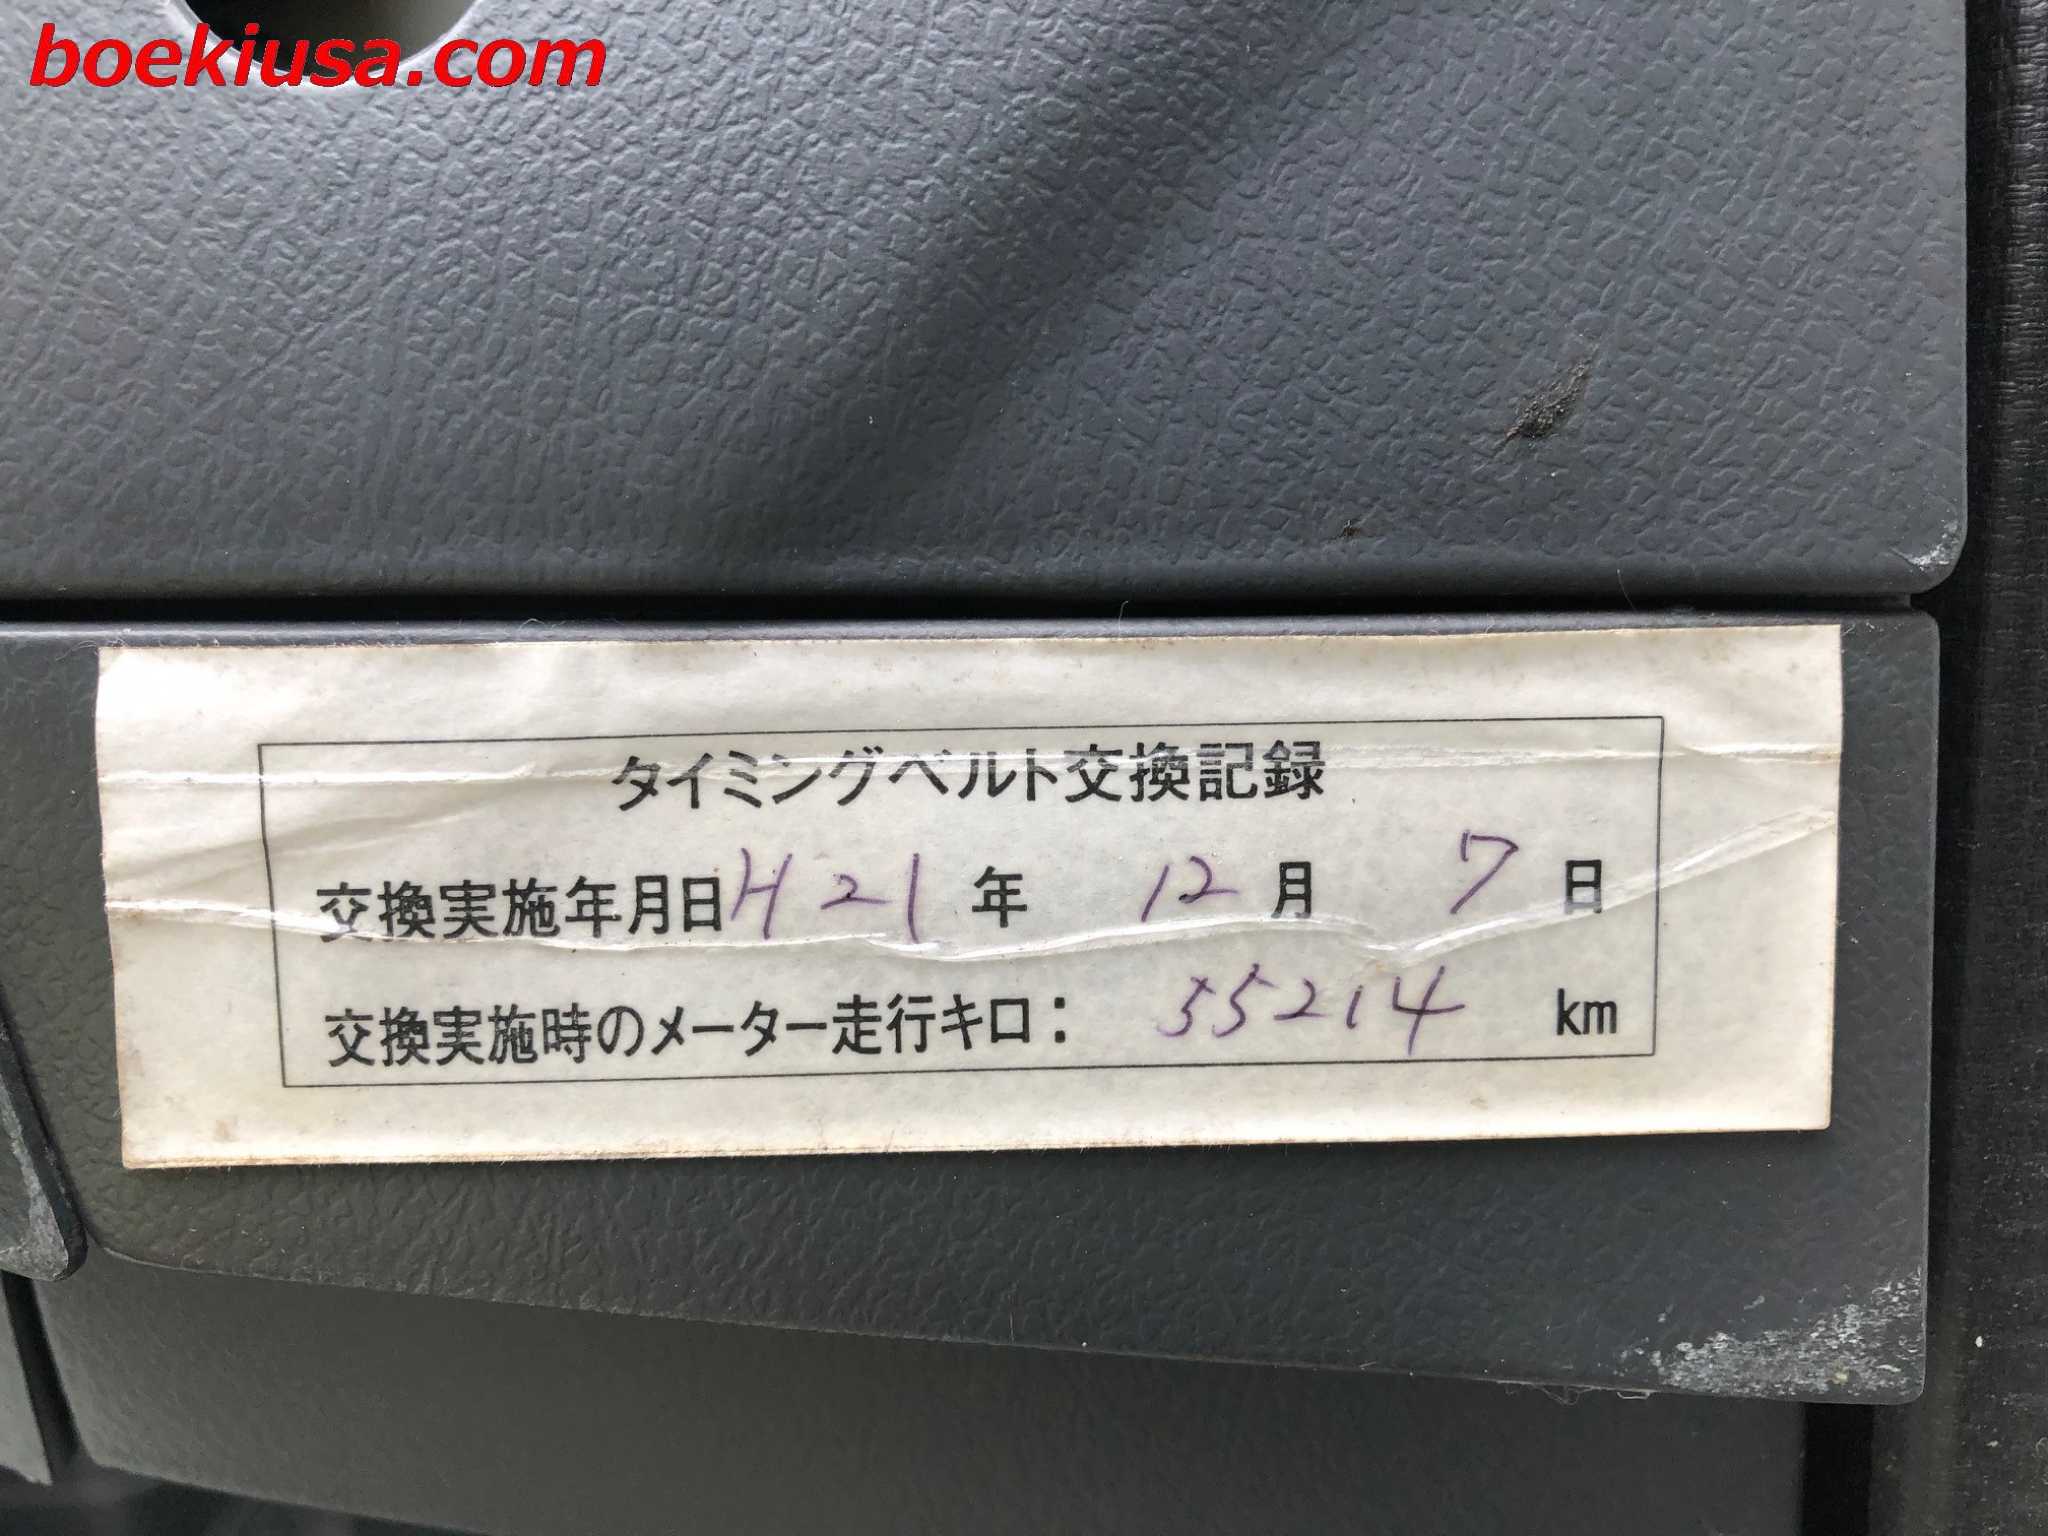 boekiusa.com
タイミングベルト交換記録
交換実施年月日 H21 年 12 月 7 日
交換実施時のメーター走行キロ： 55214 km